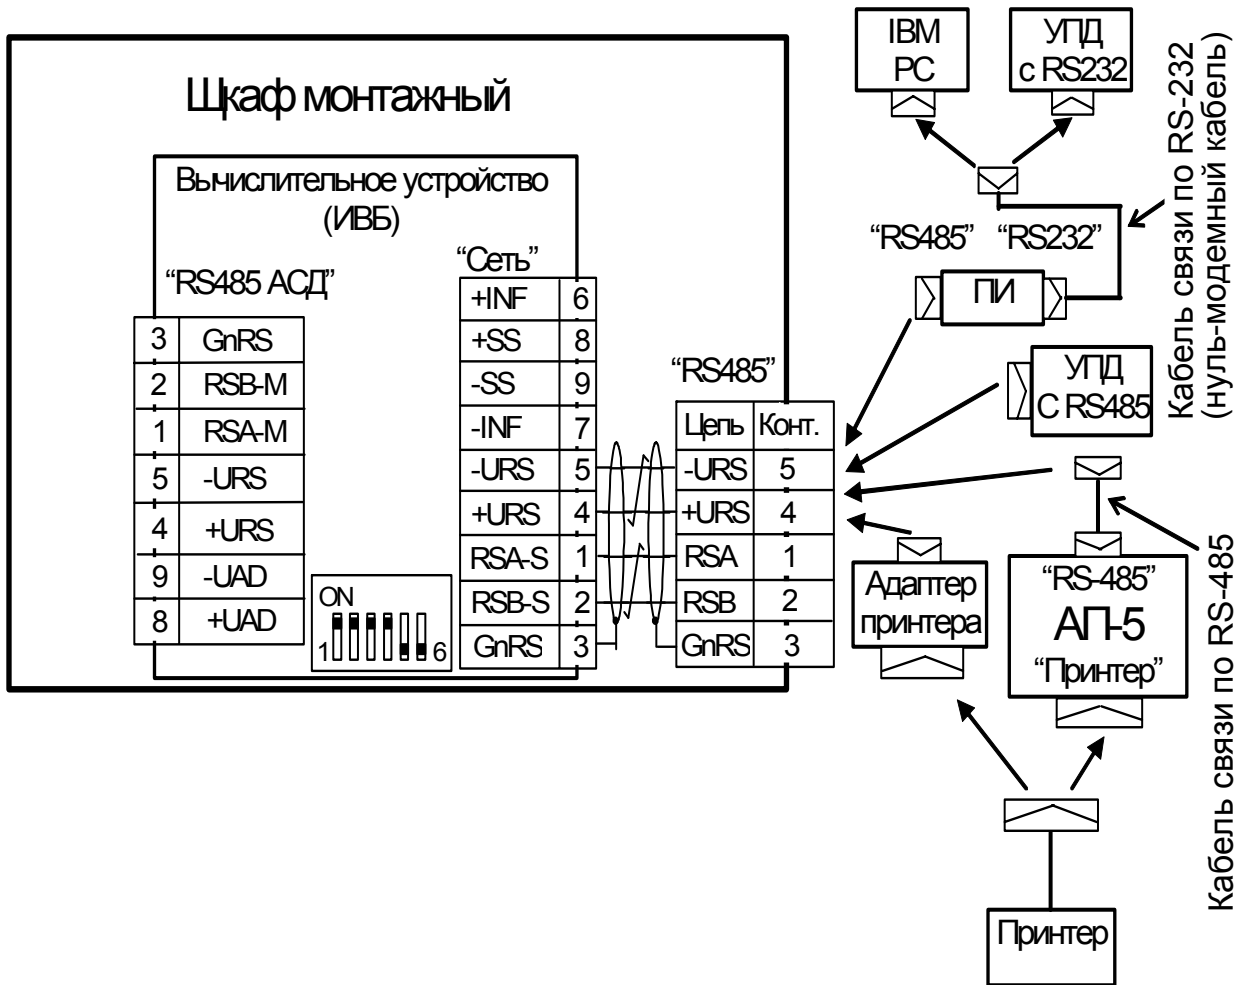 Шкаф монтажный
Вычислительное устройство
(ИВБ)
“RS485 АСД”
3 GnRS
2 RSB-M
1 RSA-M
5 -URS
4 +URS
9 -UAD
8 +UAD
ON
1 6
“Сеть”
+INF 6
+SS 8
-SS 9
-INF 7
-URS 5
+URS 4
RSA-S 1
RSB-S 2
GnRS 3
“RS485”
Цепь Конт.
-URS 5
+URS 4
RSA 1
RSB 2
GnRS 3
IBM
PC
УПД
с RS232
“RS485” “RS232”
ПИ
УПД
С RS485
Адаптер
принтера
“RS-485”
АП-5
“Принтер”
Принтер
Кабель связи по RS-232
(нуль-модемный кабель)
Кабель связи по RS-485